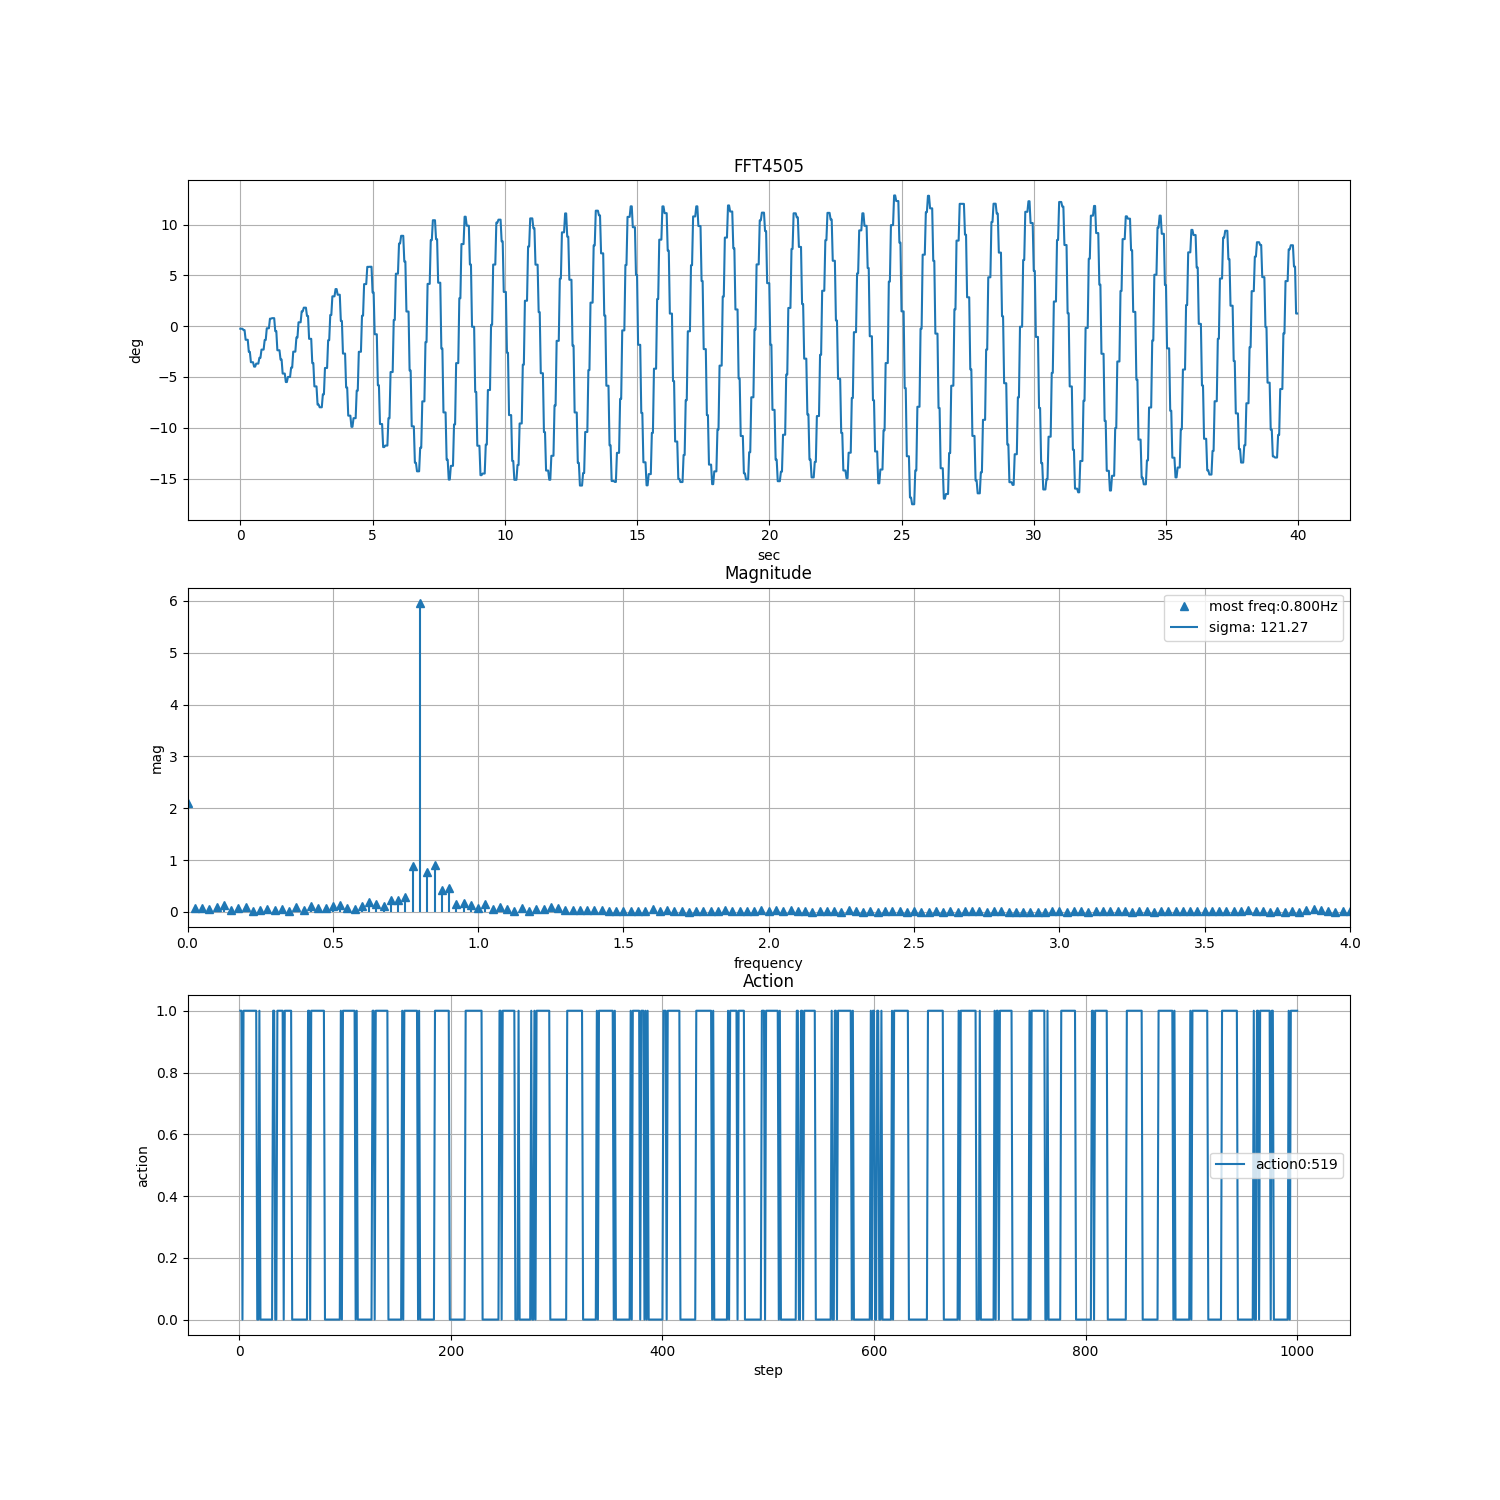 FFT4505
10
5
0
−5
−10
−15
deg
0 5 10 15 20 25 30 35 40
sec
Magnitude
6
5
4
3
2
1
0
mag
most freq:0.800Hz
sigma: 121.27
0.0 0.5 1.0 1.5 2.0 2.5 3.0 3.5 4.0
frequency
Action
1.0
0.8
0.6
0.4
0.2
0.0
action
action0:519
0 200 400 600 800 1000
step